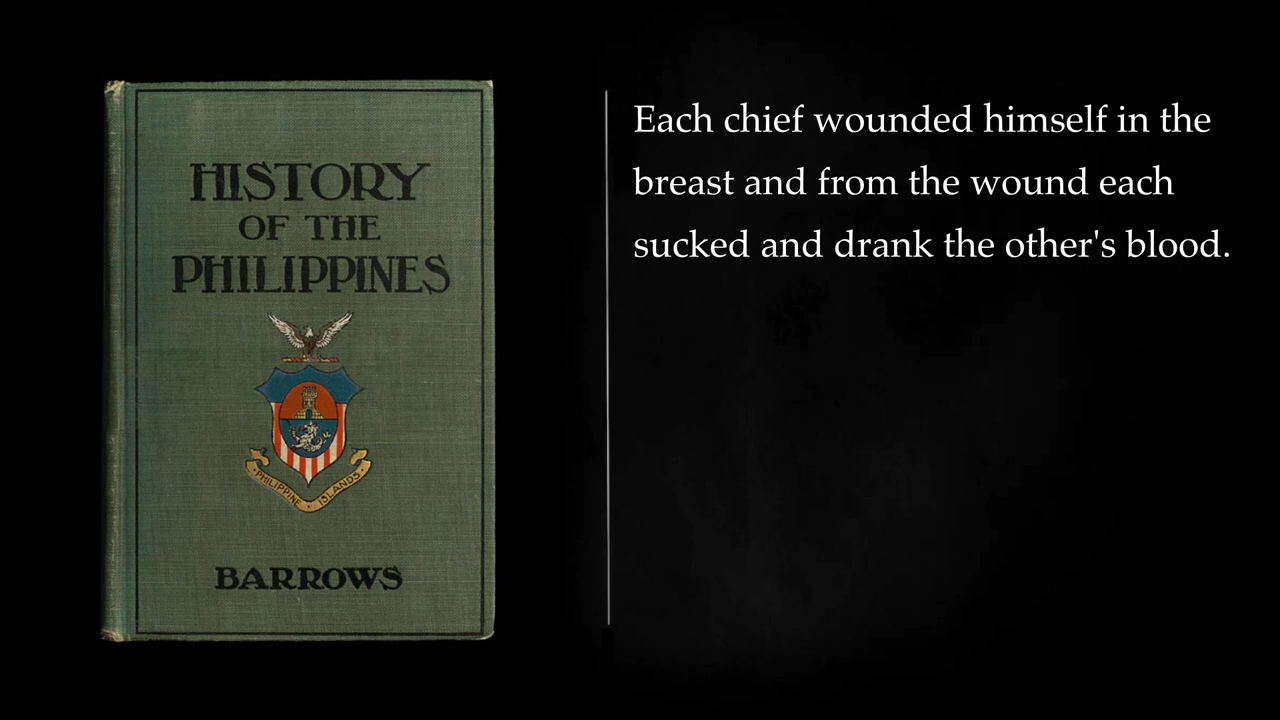 HISTORY
OF THE
PHILIPPINES
PHILIPPINE ISLANDS
BARROWS
Each chief wounded himself in the
breast and from the wound each
sucked and drank the other's blood.